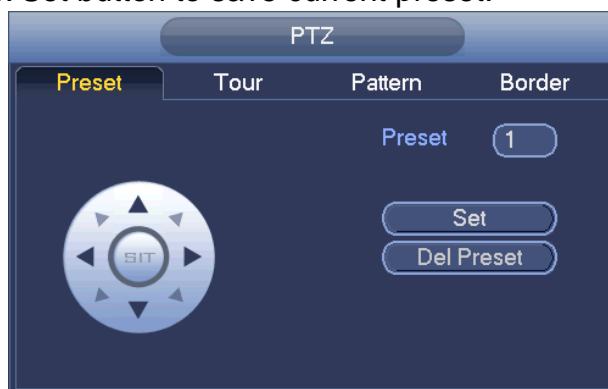 Set button to save current preset.
PTZ
Preset Tour Pattern Border
Preset 1
Set
SIT
Del Preset